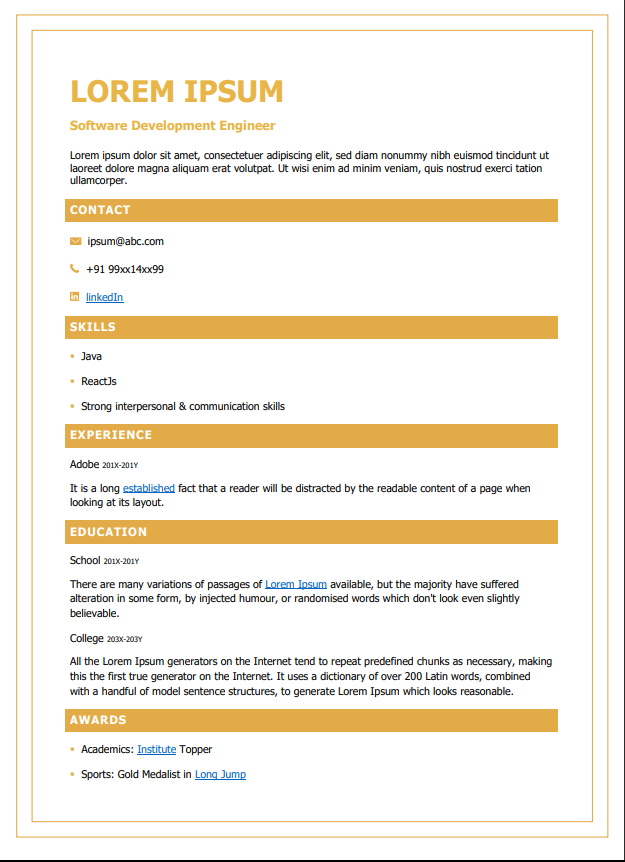 LOREM IPSUM
Software Development Engineer
Lorem ipsum dolor sit amet, consectetuer adipiscing elit, sed diam nonummy nibh euismod tincidunt ut
laoreet dolore magna aliquam erat volutpat. Ut wisi enim ad minim veniam, quis nostrud exerci tation
ullamcorper.
CONTACT
ipsum@abc.com
+91 99xx14xx99
linkedIn
SKILLS
▪ Java
▪ ReactJs
▪ Strong interpersonal & communication skills
EXPERIENCE
Adobe 201X-201Y
It is a long established fact that a reader will be distracted by the readable content of a page when
looking at its layout.
EDUCATION
School 201X-201Y
There are many variations of passages of Lorem Ipsum available, but the majority have suffered
alteration in some form, by injected humour, or randomised words which don't look even slightly
believable.
College 203X-203Y
All the Lorem Ipsum generators on the Internet tend to repeat predefined chunks as necessary, making
this the first true generator on the Internet. It uses a dictionary of over 200 Latin words, combined
with a handful of model sentence structures, to generate Lorem Ipsum which looks reasonable.
AWARDS
▪ Academics: Institute Topper
▪ Sports: Gold Medalist in Long Jump